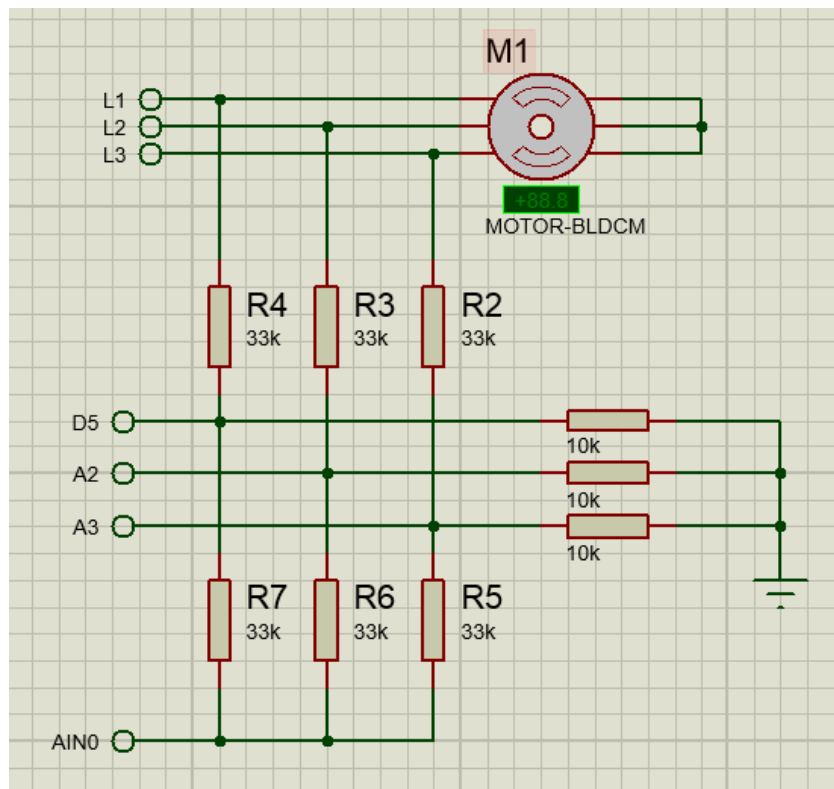 M1
L1
L2
L3
+88.8
MOTOR-BLDCM
R4 R3 R2
33k 33k 33k
D5
10k
A2
10k
A3
10k
R7 R6 R5
33k 33k 33k
AIN0